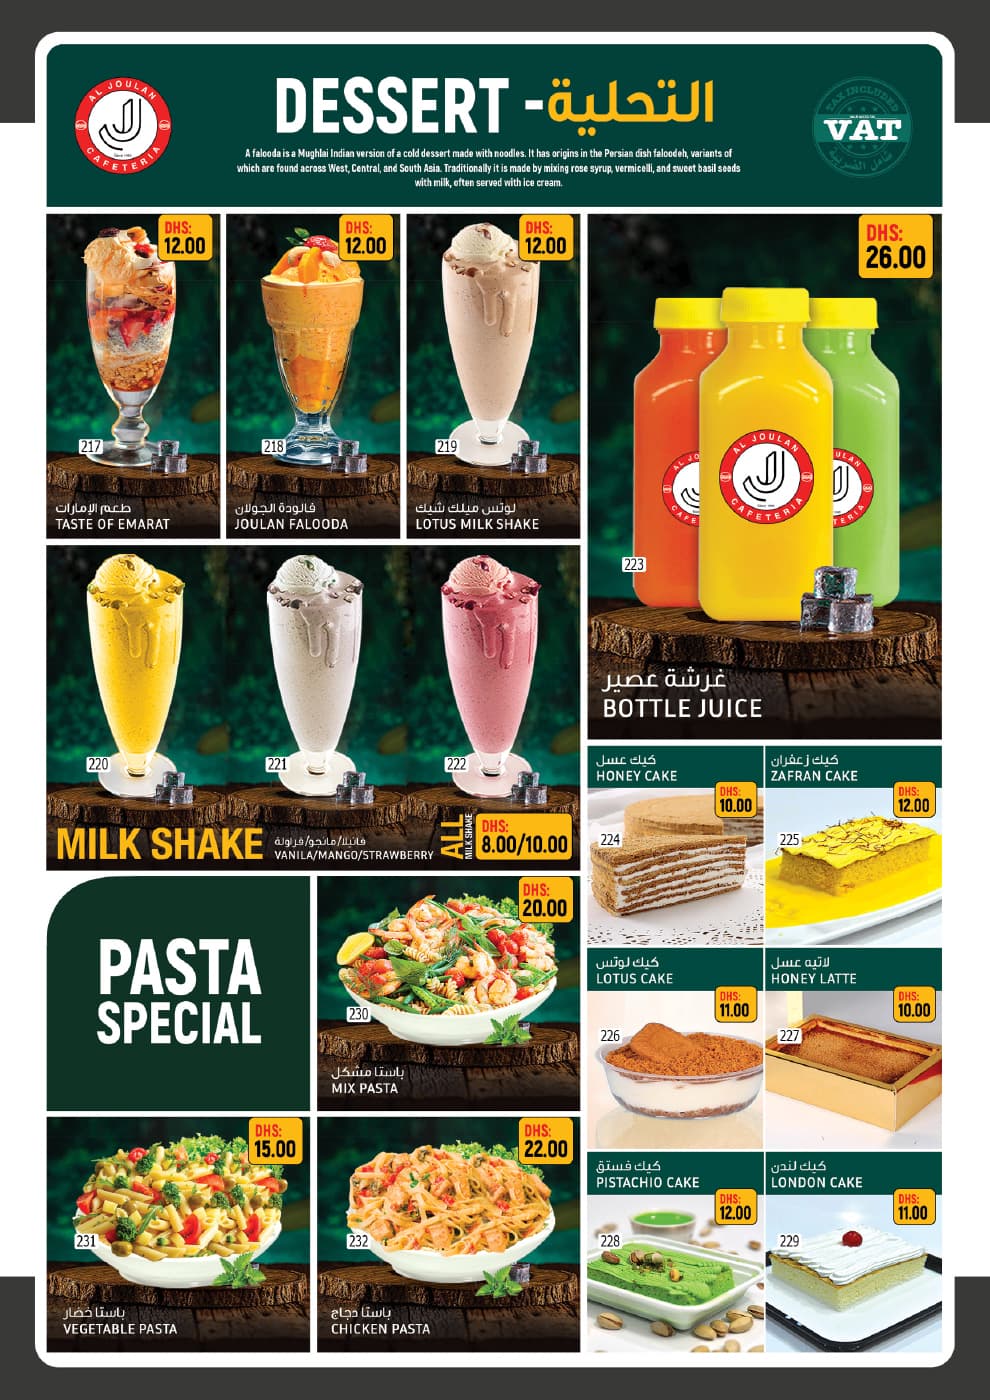 AL JOULAN
Since 1986
CAFETERIA
DESSERT - التحلية
TAX INCLUDED
VAT
شامل الضريبة
A falooda is a Mughlai Indian version of a cold dessert made with noodles. It has origins in the Persian dish faloodeh, variants of
which are found across West, Central, and South Asia. Traditionally it is made by mixing rose syrup, vermicelli, and sweet basil seeds
with milk, often served with ice cream.
DHS:
12.00
217
طعم الإمارات
TASTE OF EMARAT
DHS:
12.00
218
فالودة الجولان
JOULAN FALOODA
DHS:
12.00
219
لوتس ميلك شيك
LOTUS MILK SHAKE
DHS:
26.00
AL JOULAN
CAFETERIA
223
غرشة عصير
BOTTLE JUICE
220
221
222
MILK SHAKE
فانيلا/مانجو/فراولة
VANILA/MANGO/STRAWBERRY
ALL
MILK SHAKE
DHS:
8.00/10.00
كيك عسل
HONEY CAKE
DHS:
10.00
224
كيك زعفران
ZAFRAN CAKE
DHS:
12.00
225
PASTA
SPECIAL
DHS:
20.00
230
باستا مشكل
MIX PASTA
كيك لوتس
LOTUS CAKE
DHS:
11.00
226
لاتيه عسل
HONEY LATTE
DHS:
10.00
227
DHS:
15.00
231
باستا خضار
VEGETABLE PASTA
DHS:
22.00
232
باستا دجاج
CHICKEN PASTA
كيك فستق
PISTACHIO CAKE
DHS:
12.00
228
كيك لندن
LONDON CAKE
DHS:
11.00
229